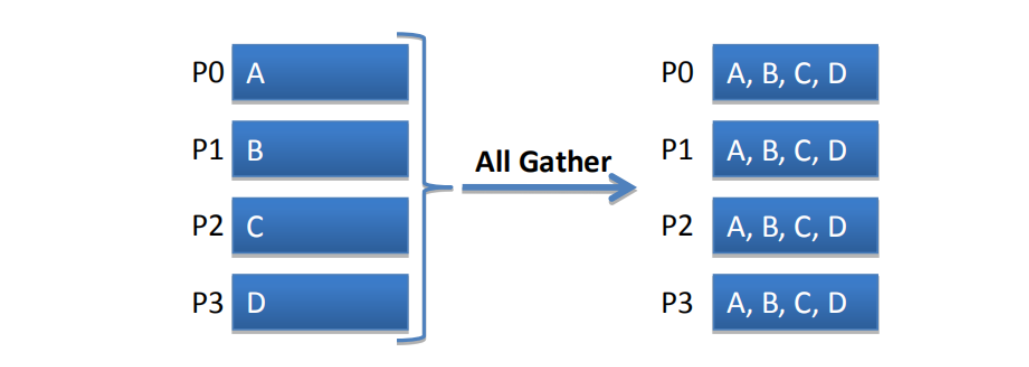 P0 A
P1 B
P2 C
P3 D
All Gather
P0 A, B, C, D
P1 A, B, C, D
P2 A, B, C, D
P3 A, B, C, D